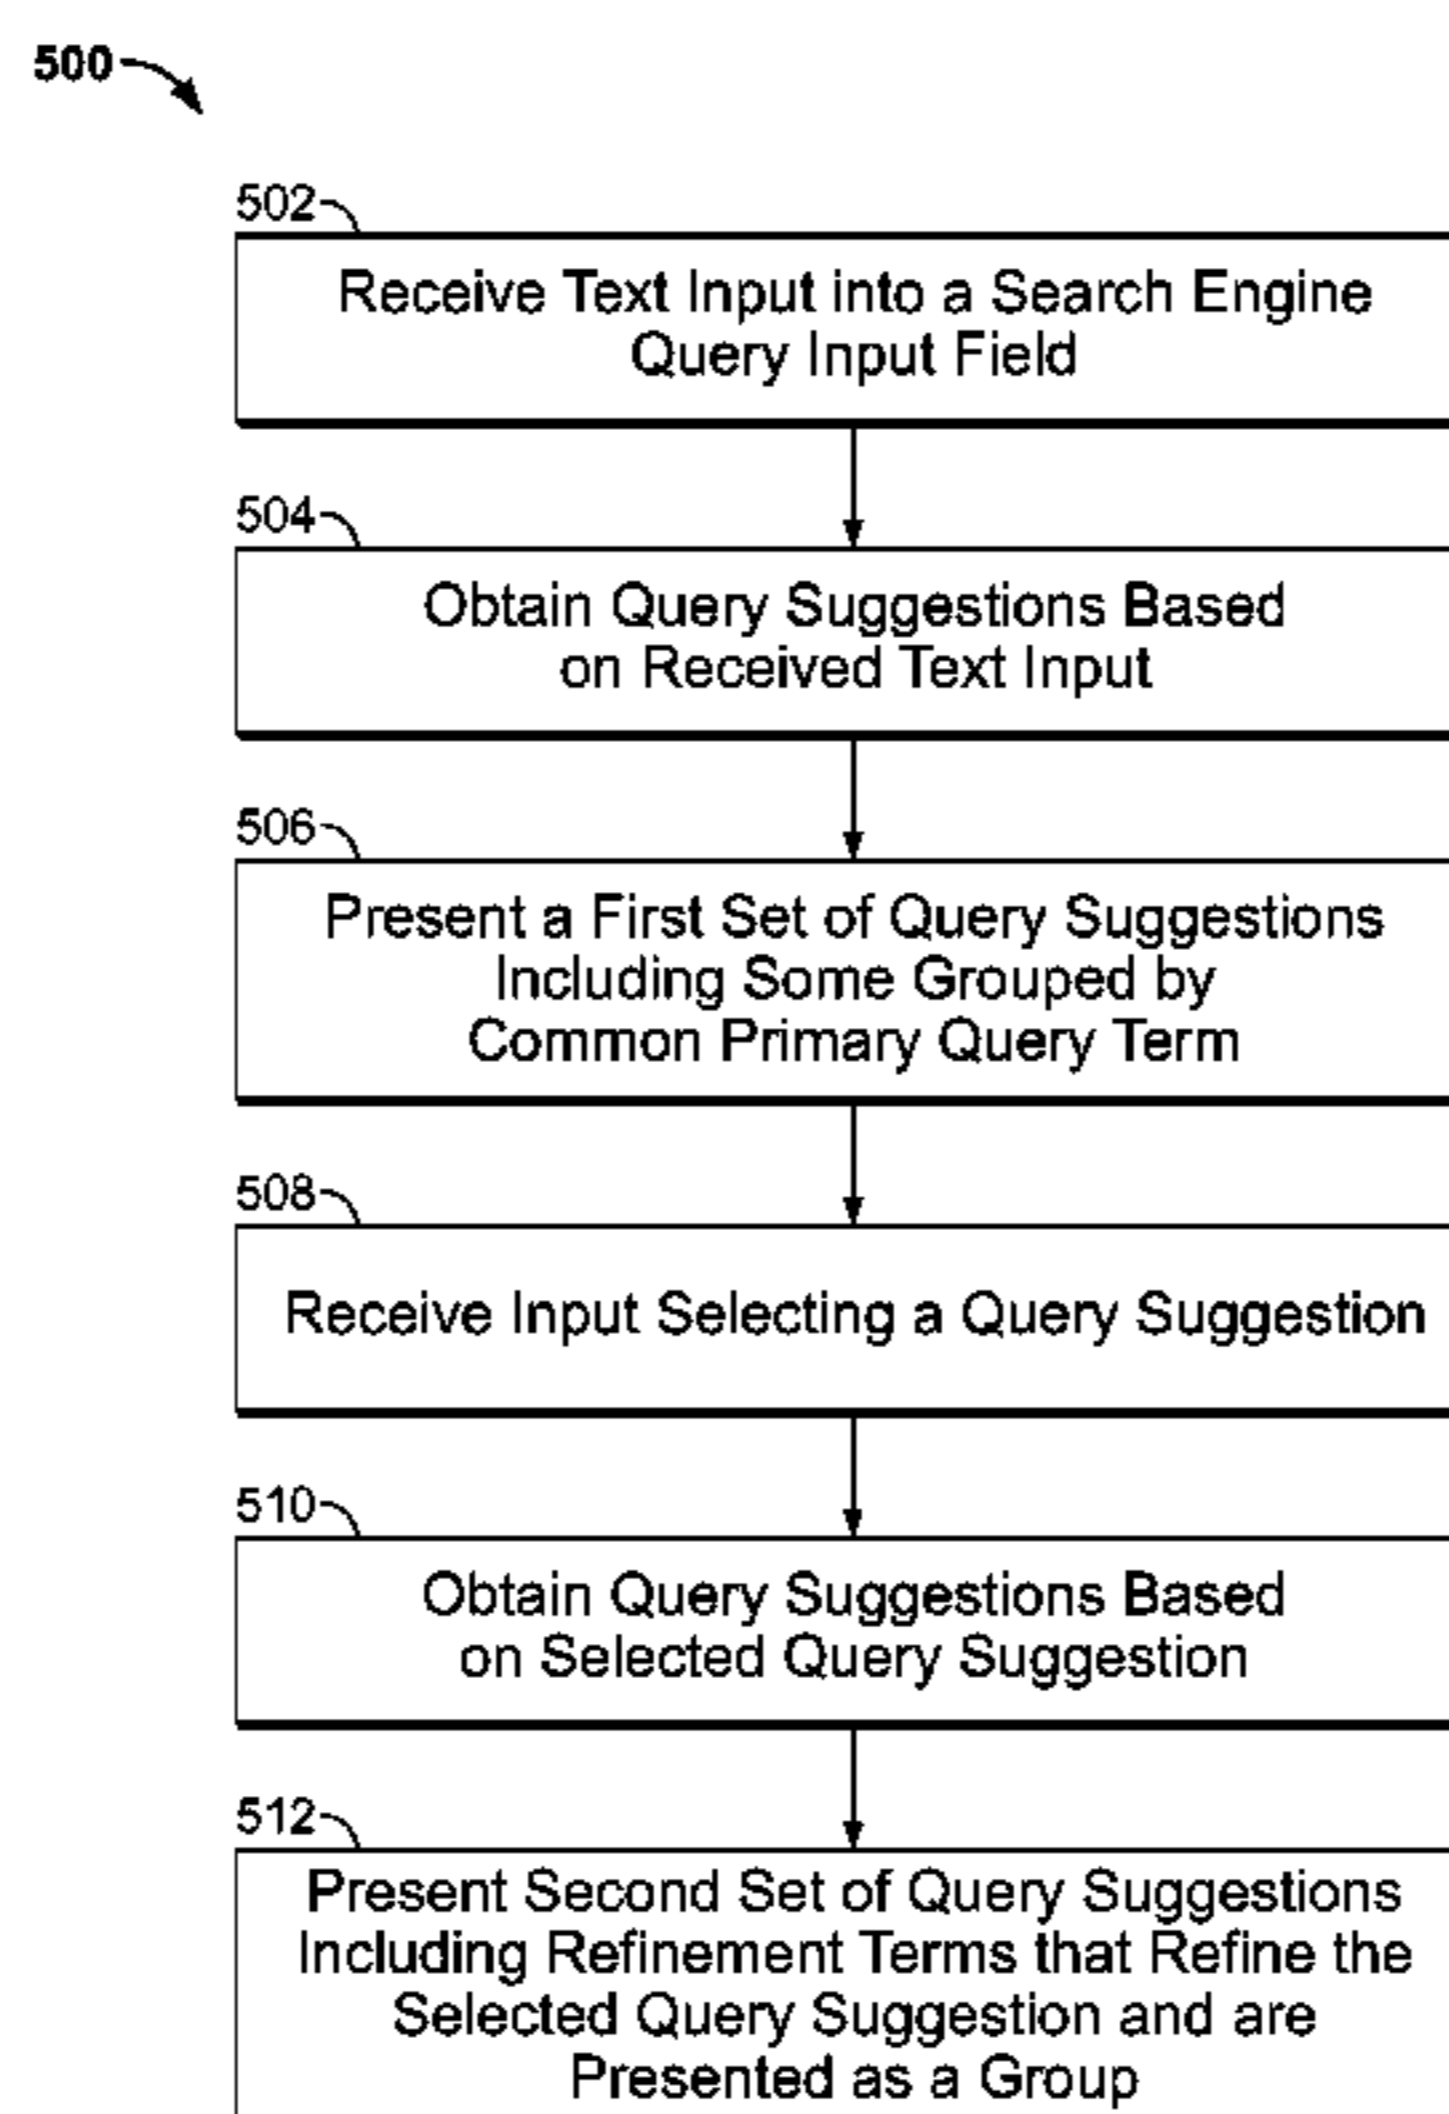 500
502
Receive Text Input into a Search Engine
Query Input Field
504
Obtain Query Suggestions Based
on Received Text Input
506
Present a First Set of Query Suggestions
Including Some Grouped by
Common Primary Query Term
508
Receive Input Selecting a Query Suggestion
510
Obtain Query Suggestions Based
on Selected Query Suggestion
512
Present Second Set of Query Suggestions
Including Refinement Terms that Refine the
Selected Query Suggestion and are
Presented as a Group